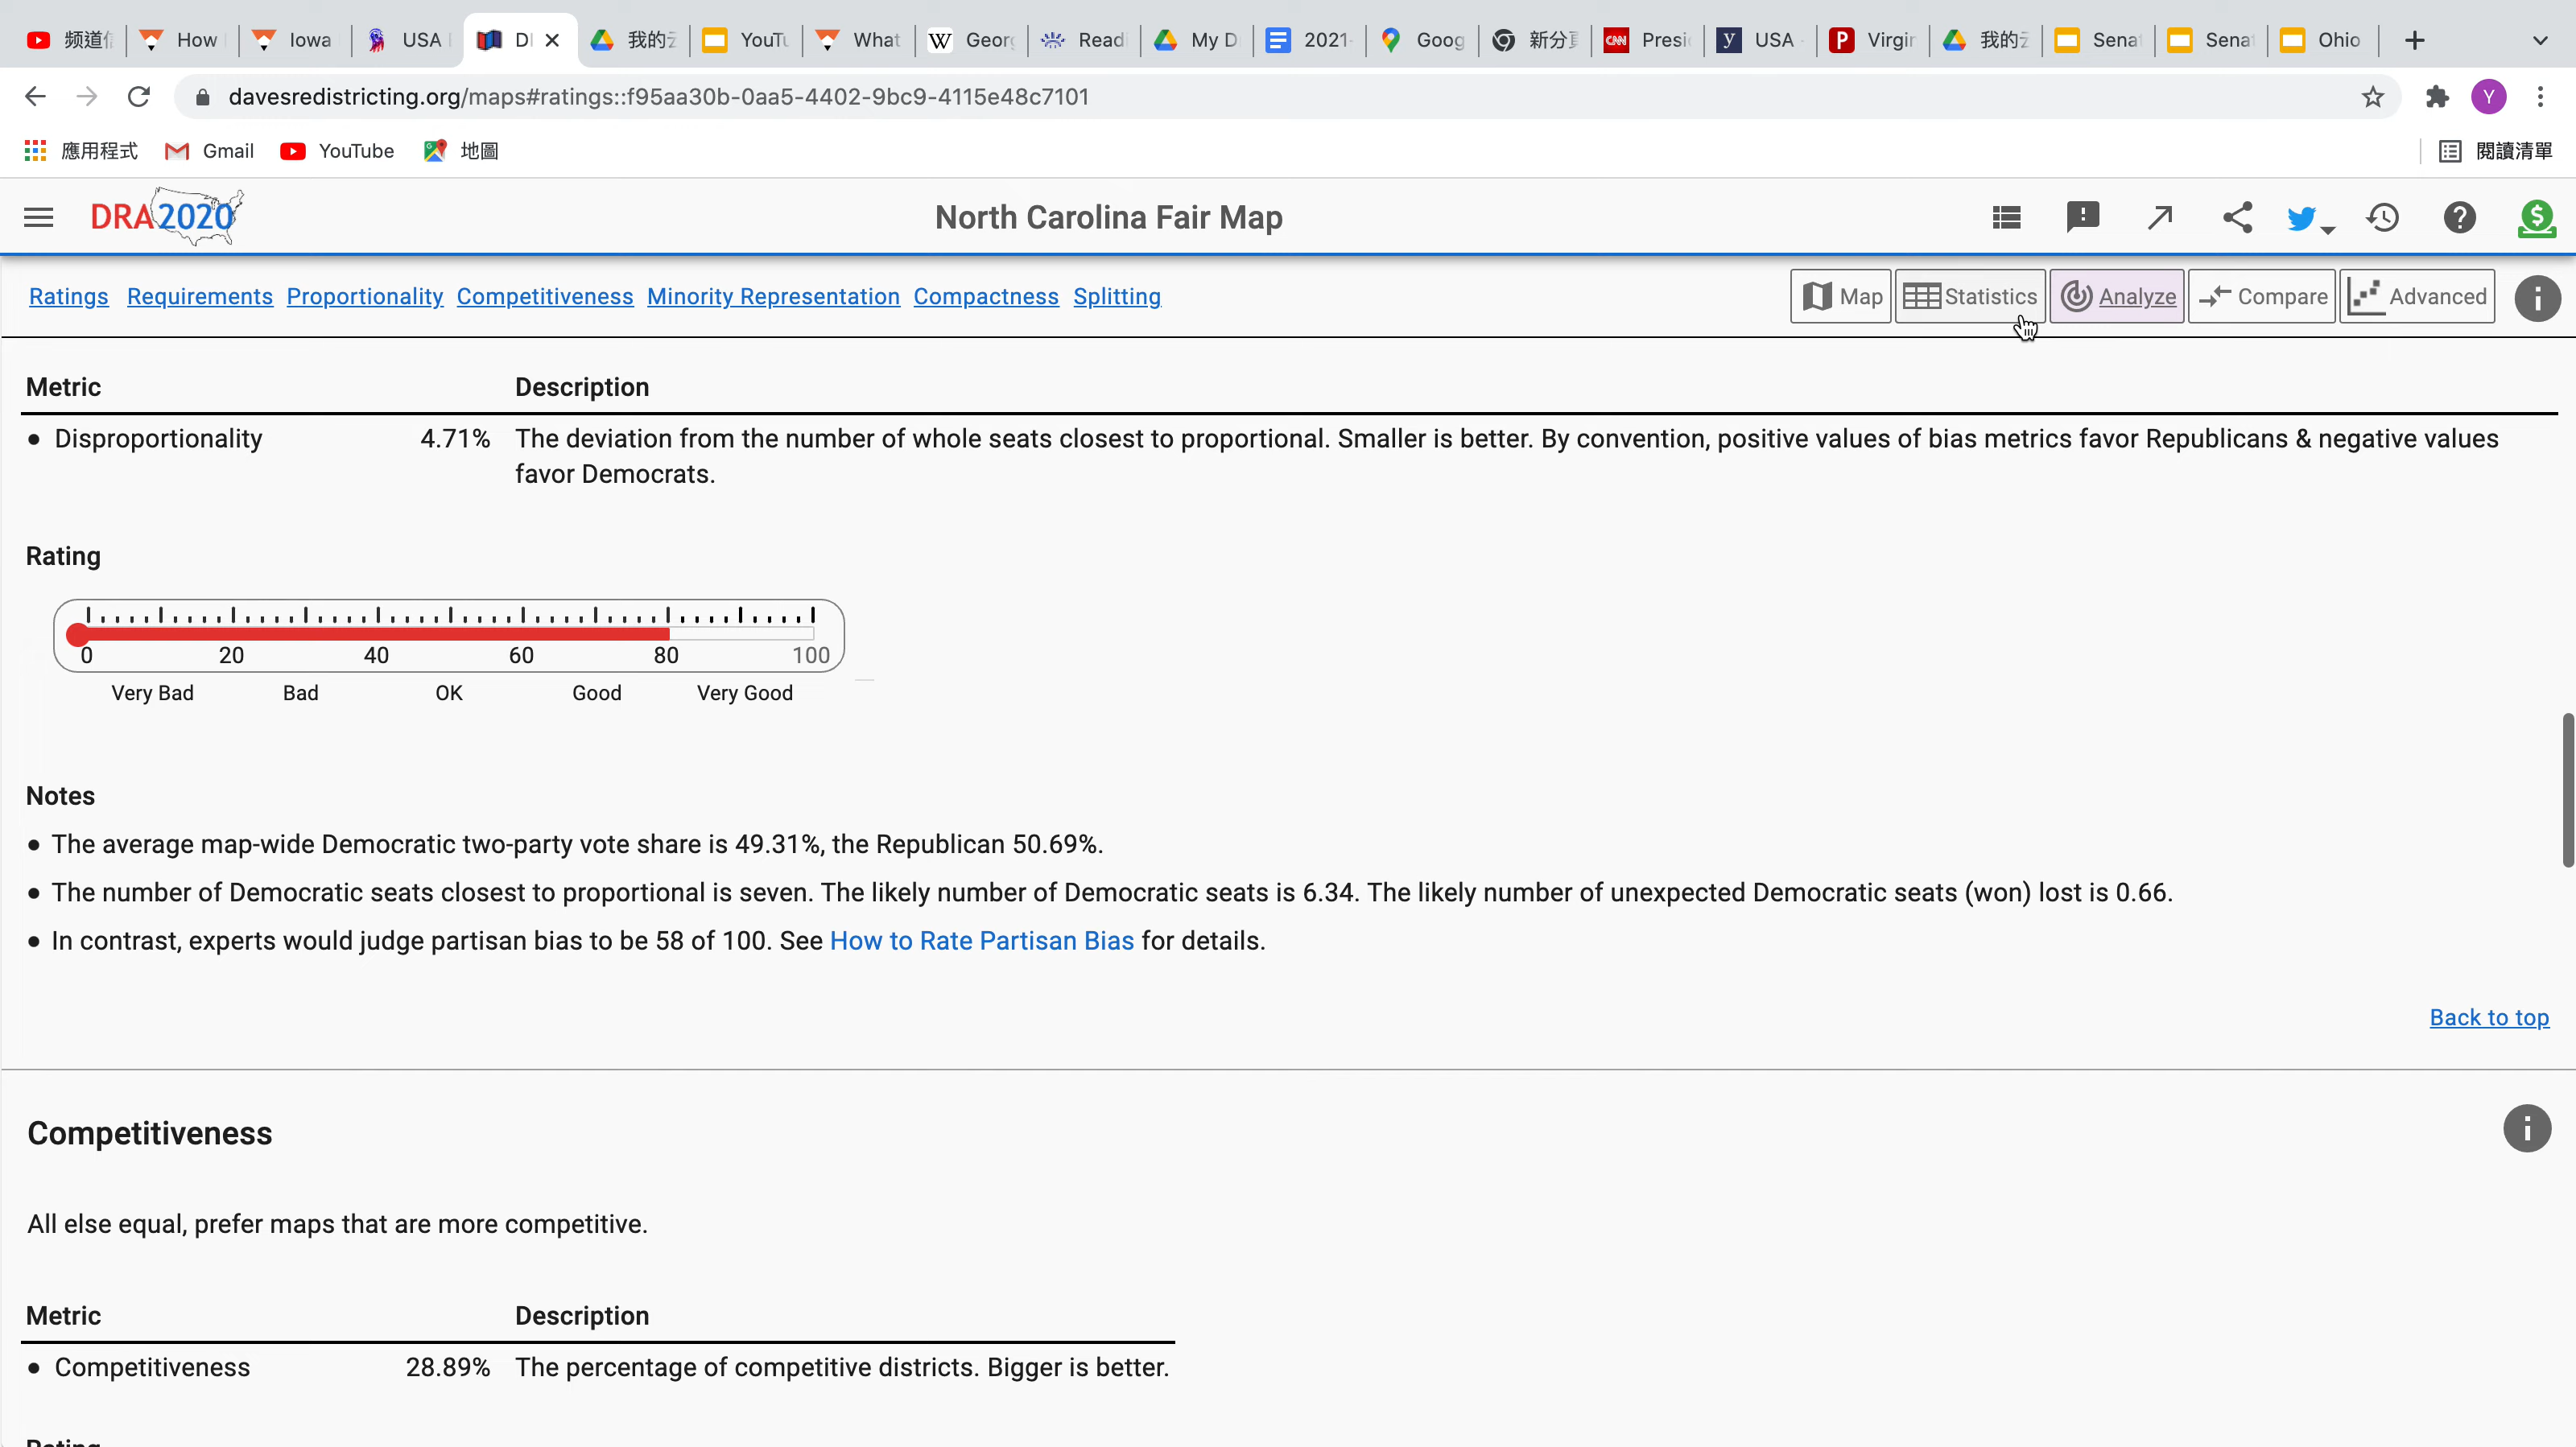 频道 How Iowa USA D 我的 YouTu What Geor Read My D 2021- Goog 新分 Presi USA Virgin 我的 Sena Sena Ohio
davesredistricting.org/maps#ratings::f95aa30b-0aa5-4402-9bc9-4115e48c7101 Y
應用程式 Gmail YouTube 地圖 閱讀清單
DRA2020 North Carolina Fair Map
Ratings Requirements Proportionality Competitiveness Minority Representation Compactness Splitting Map Statistics Analyze Compare Advanced
Metric Description
• Disproportionality 4.71% The deviation from the number of whole seats closest to proportional. Smaller is better. By convention, positive values of bias metrics favor Republicans & negative values
favor Democrats.
Rating
0 20 40 60 80 100
Very Bad Bad OK Good Very Good
Notes
• The average map-wide Democratic two-party vote share is 49.31%, the Republican 50.69%.
• The number of Democratic seats closest to proportional is seven. The likely number of Democratic seats is 6.34. The likely number of unexpected Democratic seats (won) lost is 0.66.
• In contrast, experts would judge partisan bias to be 58 of 100. See How to Rate Partisan Bias for details.
Back to top
Competitiveness
All else equal, prefer maps that are more competitive.
Metric Description
• Competitiveness 28.89% The percentage of competitive districts. Bigger is better.